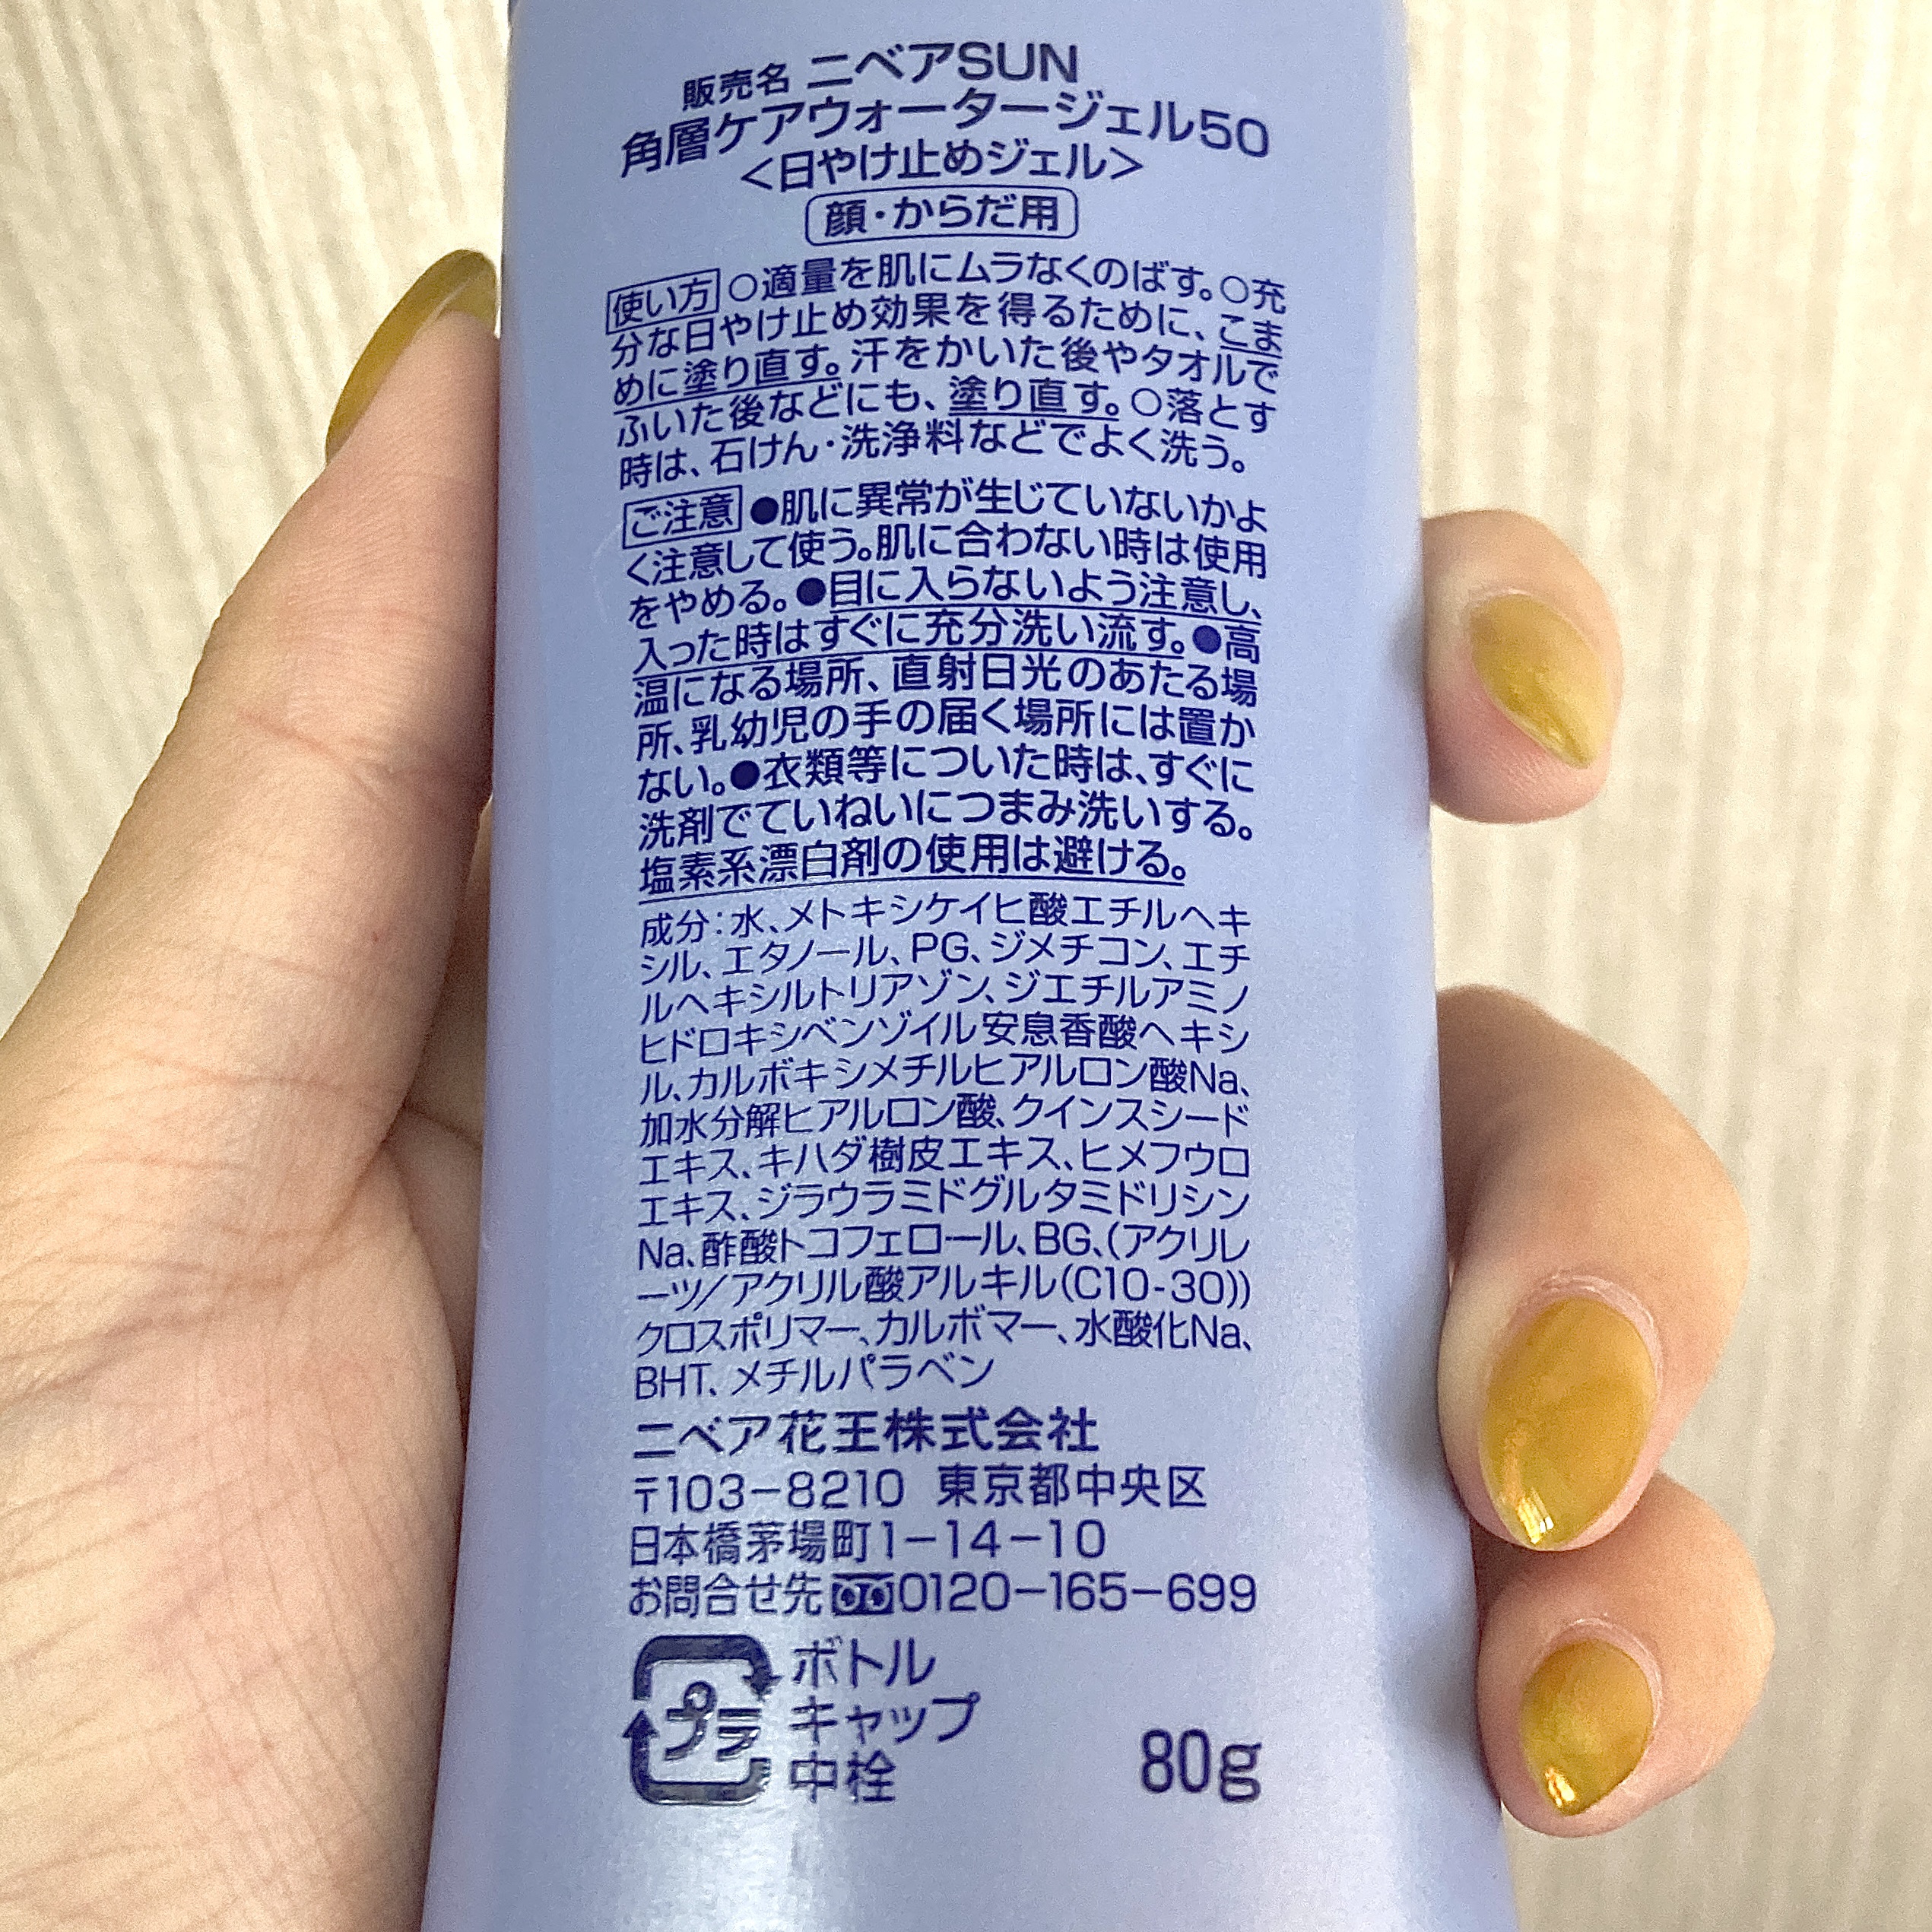 販売名 ニベアSUN
角層ケアウォータージェル50
＜日やけ止めジェル＞
顔・からだ用
使い方 ○適量を肌にムラなくのばす。○充
分な日やけ止め効果を得るために、こま
めに塗り直す。汗をかいた後やタオルで
ふいた後などにも、塗り直す。○落とす
時は、石けん・洗浄料などでよく洗う。
ご注意 ●肌に異常が生じていないかよ
く注意して使う。肌に合わない時は使用
をやめる。●目に入らないよう注意し、
入った時はすぐに充分洗い流す。●高
温になる場所、直射日光のあたる場
所、乳幼児の手の届く場所には置か
ない。●衣類等についた時は、すぐに
洗剤でていねいにつまみ洗いする。
塩素系漂白剤の使用は避ける。
成分：水、メトキシケイヒ酸エチルヘキ
シル、エタノール、PG、ジメチコン、エチ
ルヘキシルトリアゾン、ジエチルアミノ
ヒドロキシベンゾイル安息香酸ヘキシ
ル、カルボキシメチルヒアルロン酸Na、
加水分解ヒアルロン酸、クインスシード
エキス、キハダ樹皮エキス、ヒメフウロ
エキス、ジラウラミドグルタミドリシン
Na、酢酸トコフェロール、BG、(アクリレ
ーツ/アクリル酸アルキル(C10-30))
クロスポリマー、カルボマー、水酸化Na、
BHT、メチルパラベン
ニベア花王株式会社
〒103-8210 東京都中央区
日本橋茅場町1-14-10
お問合せ先 0120-165-699
プラ
ボトル
キャップ
中栓
80g